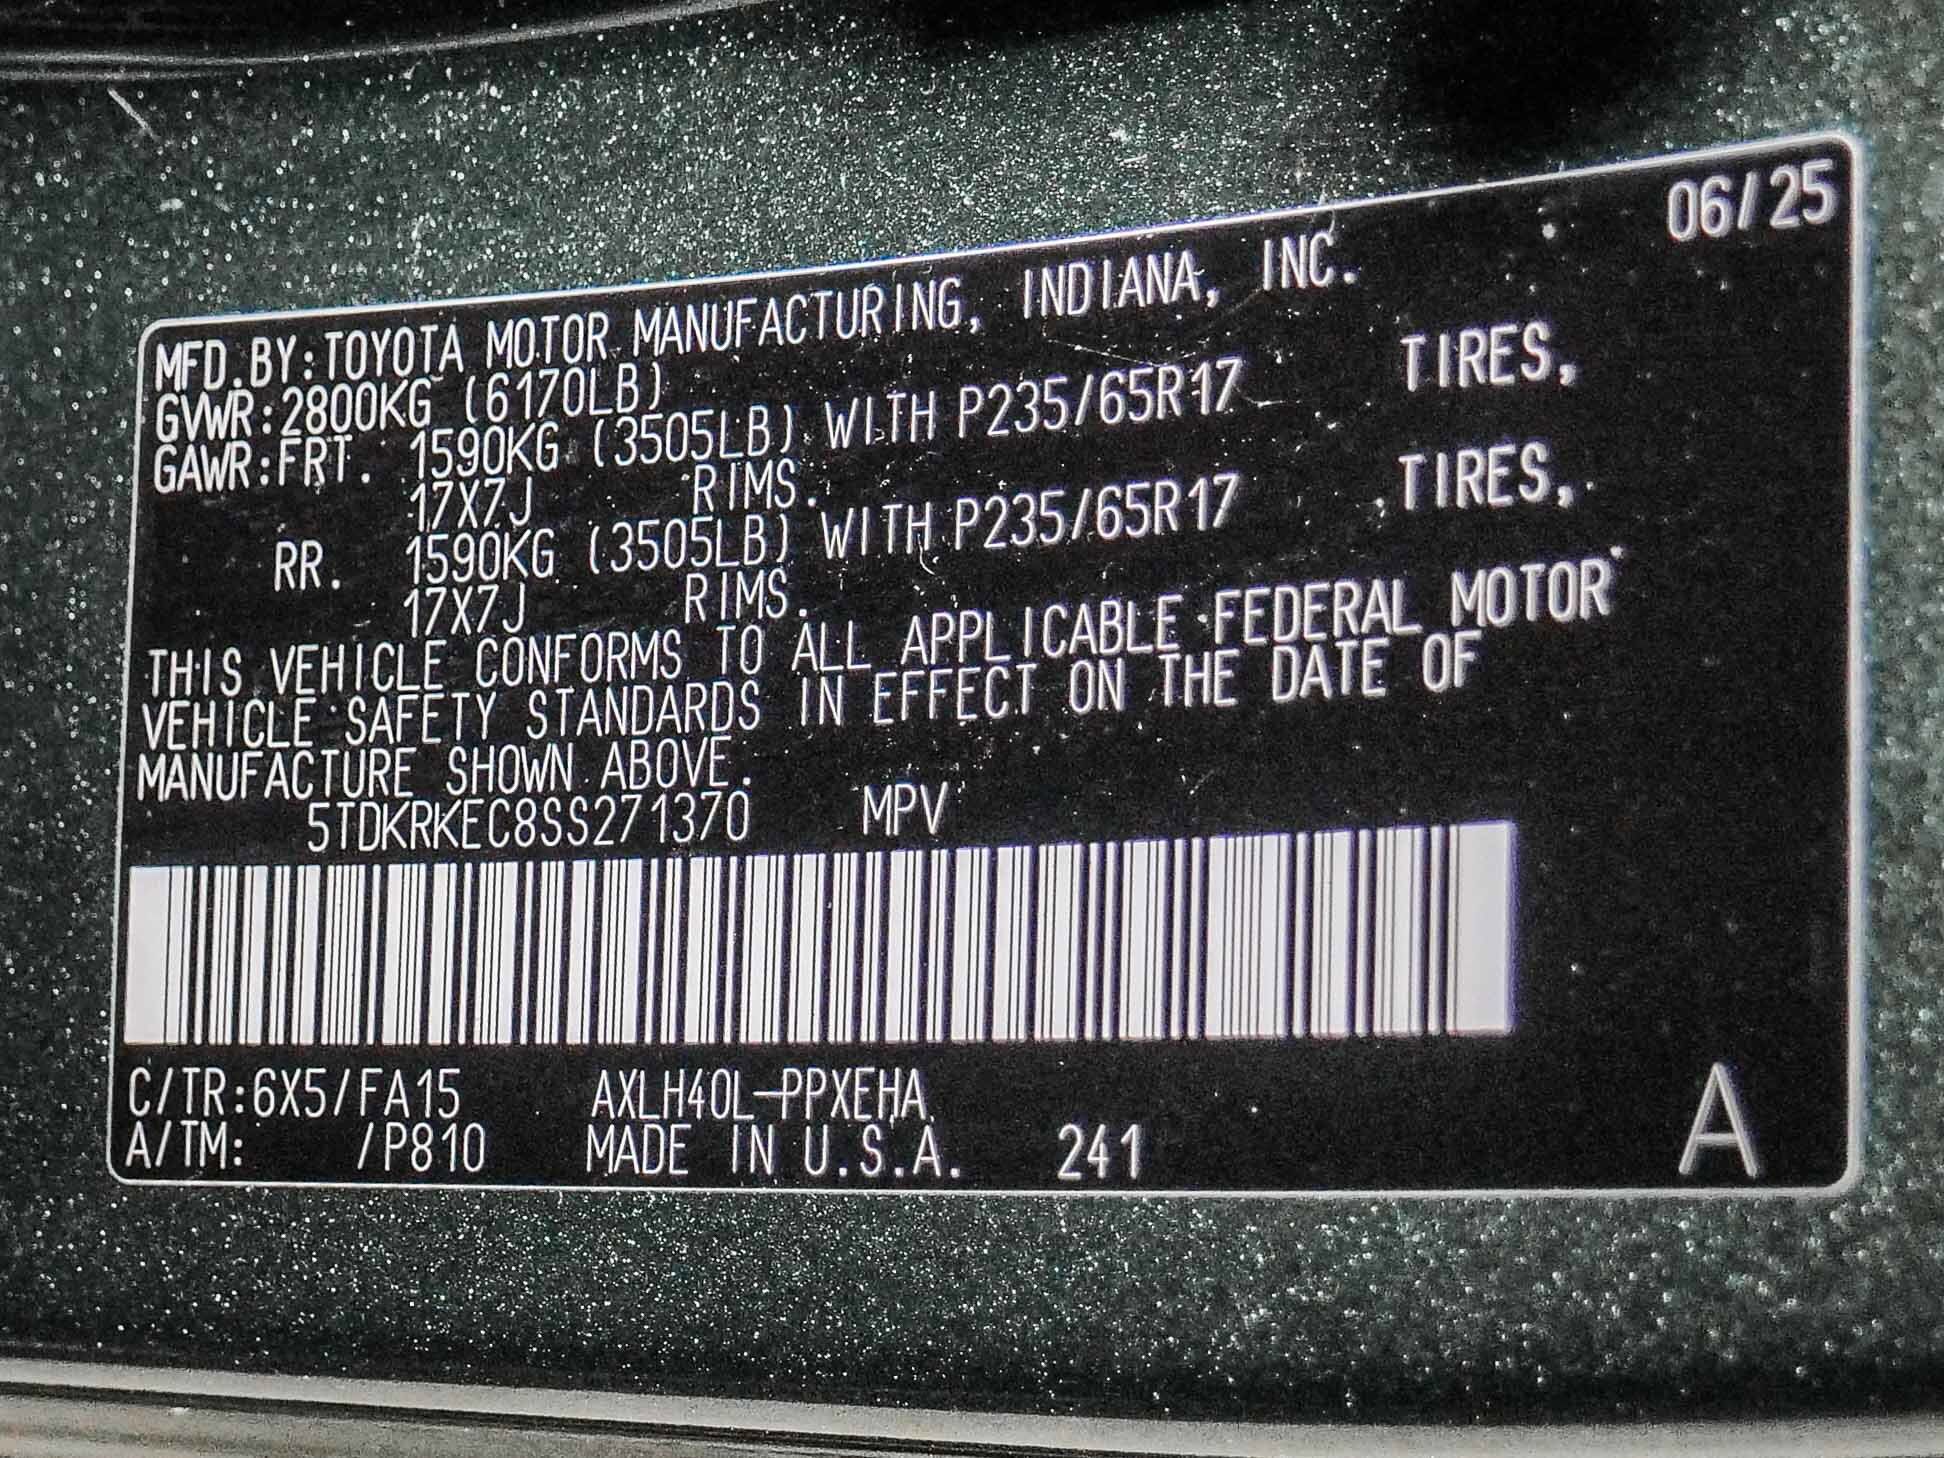 06/25
MFD.BY:TOYOTA MOTOR MANUFACTURING, INDIANA, INC.
GVWR:2800KG (6170LB)
GAWR:FRT. 1590KG (3505LB) WITH P235/65R17 TIRES,
17X7J RIMS.
RR. 1590KG (3505LB) WITH P235/65R17 TIRES,
17X7J RIMS.
THIS VEHICLE CONFORMS TO ALL APPLICABLE FEDERAL MOTOR
VEHICLE SAFETY STANDARDS IN EFFECT ON THE DATE OF
MANUFACTURE SHOWN ABOVE.
5TDKRKEC8SS271370 MPV
C/TR:6X5/FA15 AXLH40L-PPXEHA
A/TM: /P810 MADE IN U.S.A. 241
A